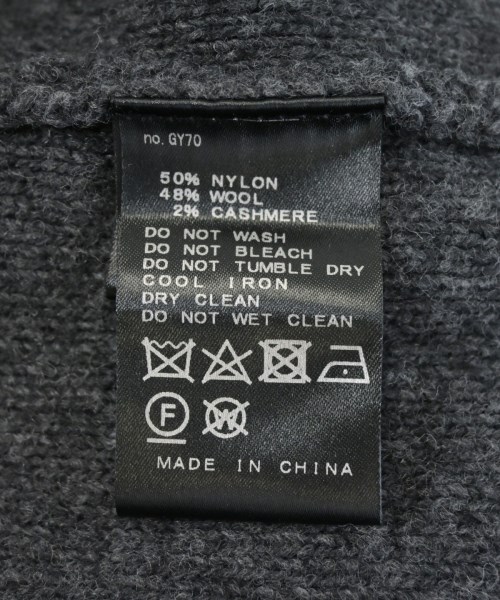 no. GY70
50% NYLON
48% WOOL
2% CASHMERE
DO NOT WASH
DO NOT BLEACH
DO NOT TUMBLE DRY
COOL IRON
DRY CLEAN
DO NOT WET CLEAN
F W
MADE IN CHINA